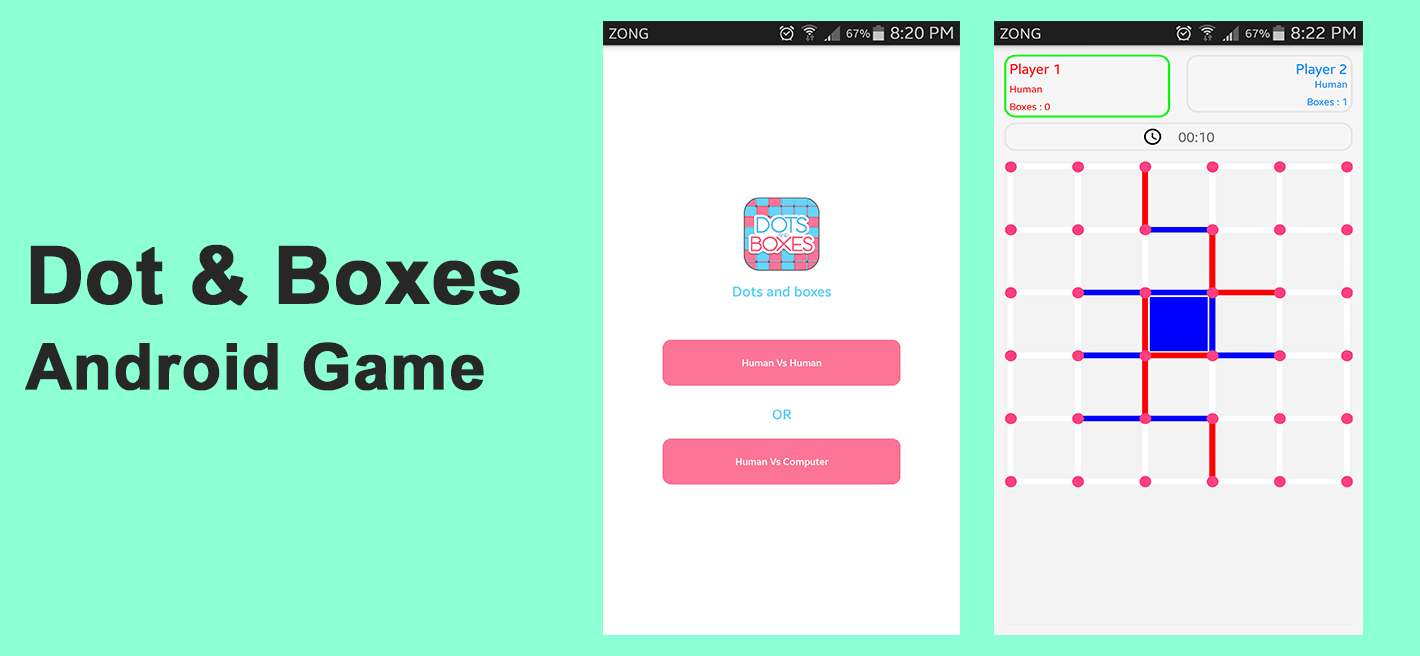 Dot & Boxes
Android Game
ZONG 67% 8:20 PM
DOTS
AND
BOXES
Dots and boxes
Human Vs Human
OR
Human Vs Computer
ZONG 67% 8:22 PM
Player 1
Human
Boxes : 0
Player 2
Human
Boxes : 1
00:10